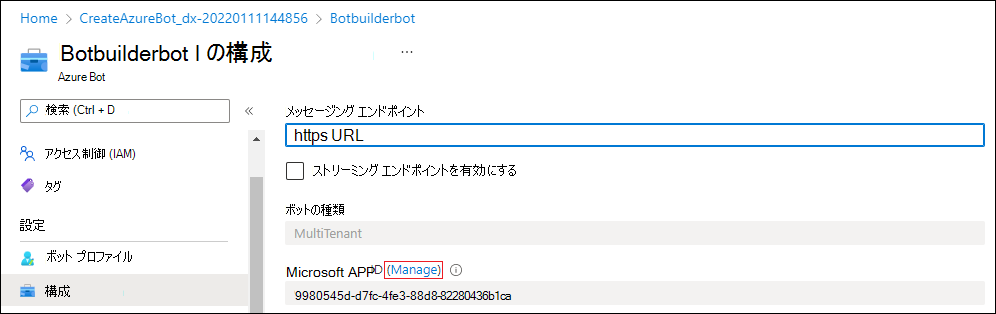 Home > CreateAzureBot_dx-20220111144856 > Botbuilderbot
Botbuilderbot | の構成 ...
Azure Bot
検索 (Ctrl + D «
アクセス制御 (IAM)
タグ
設定
ボット プロファイル
構成
メッセージング エンドポイント
https URL
ストリーミング エンドポイントを有効にする
ボットの種類
MultiTenant
Microsoft APP ID (Manage)
9980545d-d7fc-4fe3-88d8-82280436b1ca